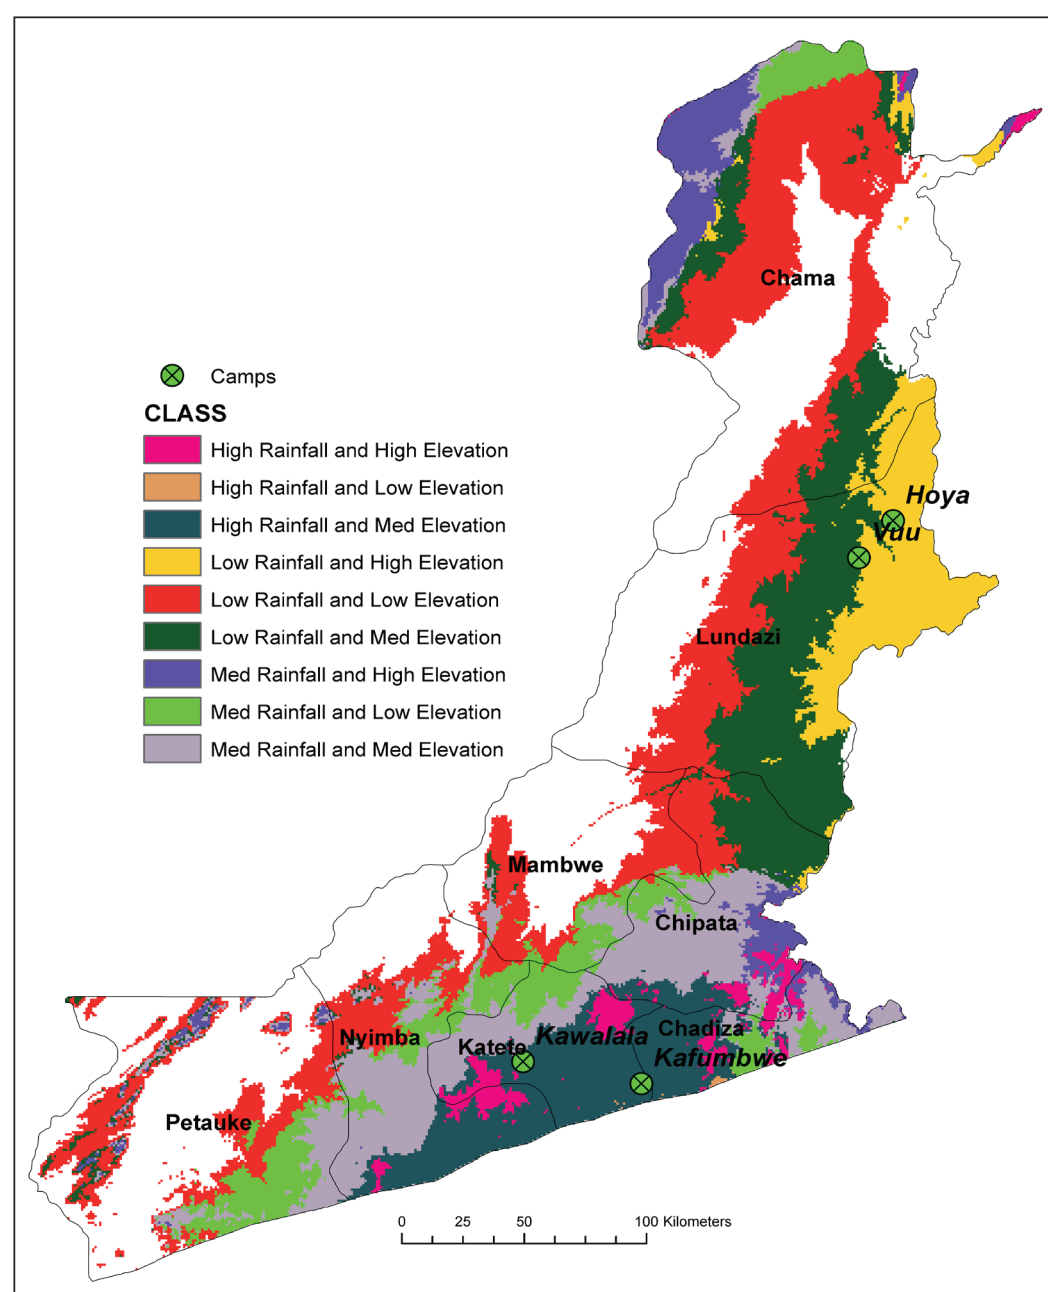 Chama
Camps
CLASS
High Rainfall and High Elevation
High Rainfall and Low Elevation
High Rainfall and Med Elevation
Low Rainfall and High Elevation
Low Rainfall and Low Elevation
Low Rainfall and Med Elevation
Med Rainfall and High Elevation
Med Rainfall and Low Elevation
Med Rainfall and Med Elevation
Hoya
Vuu
Lundazi
Mambwe
Chipata
Nyimba
Katete
Kawalala
Chadiza
Kafumbwe
Petauke
0 25 50 100 Kilometers